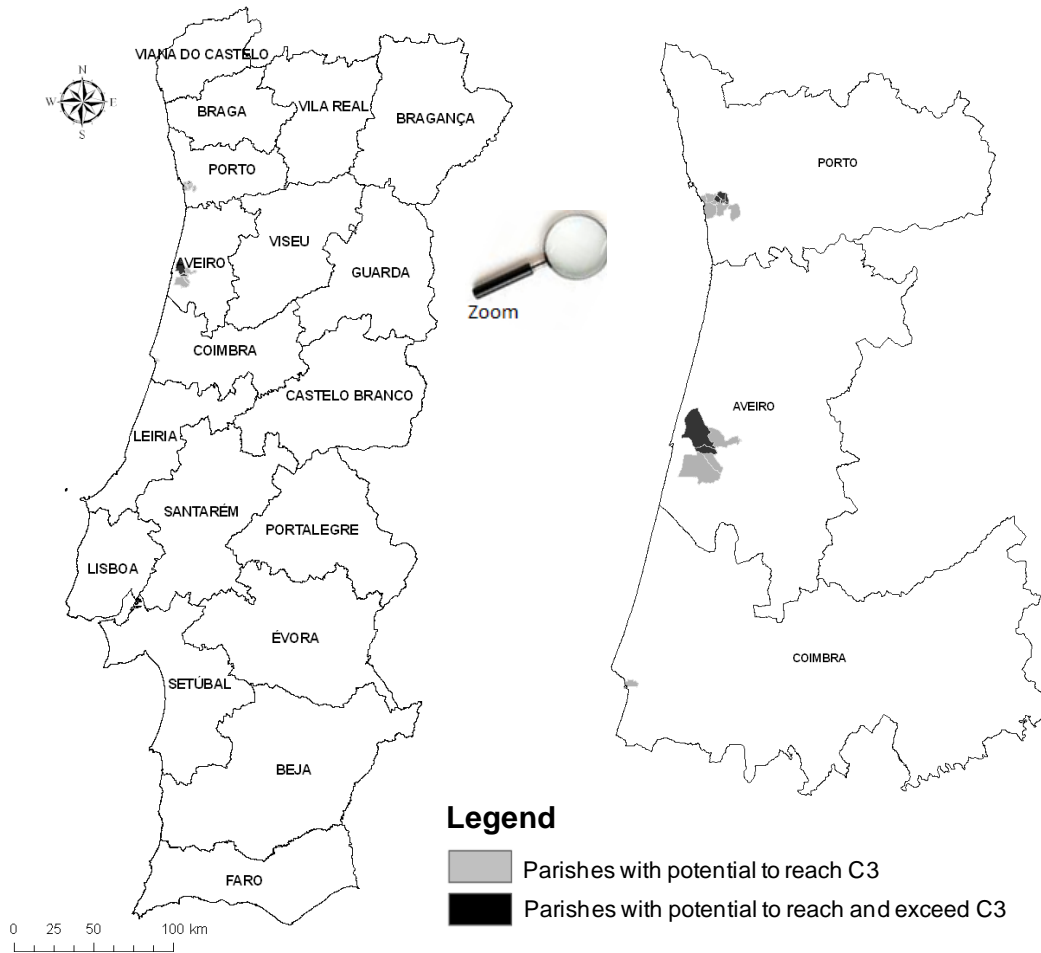 VIANA DO CASTELO
N
W
E
S
BRAGA
VILA REAL
BRAGANÇA
PORTO
AVEIRO
VISEU
GUARDA
COIMBRA
CASTELO BRANCO
LEIRIA
SANTARÉM
PORTALEGRE
LISBOA
ÉVORA
SETÚBAL
BEJA
FARO
0 25 50 100 km
Zoom
PORTO
AVEIRO
COIMBRA
Legend
Parishes with potential to reach C3
Parishes with potential to reach and exceed C3